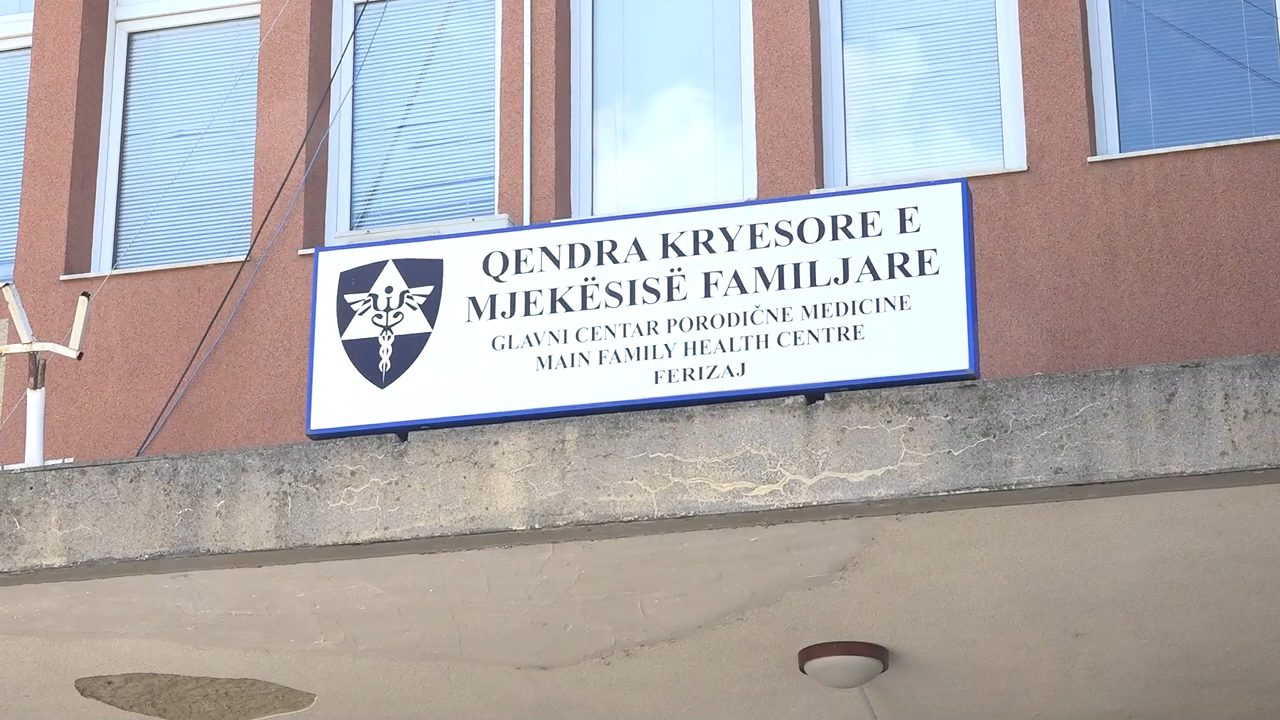 QENDRA KRYESORE E
MJEKËSISË FAMILJARE
GLAVNI CENTAR PORODIČNE MEDICINE
MAIN FAMILY HEALTH CENTRE
FERIZAJ